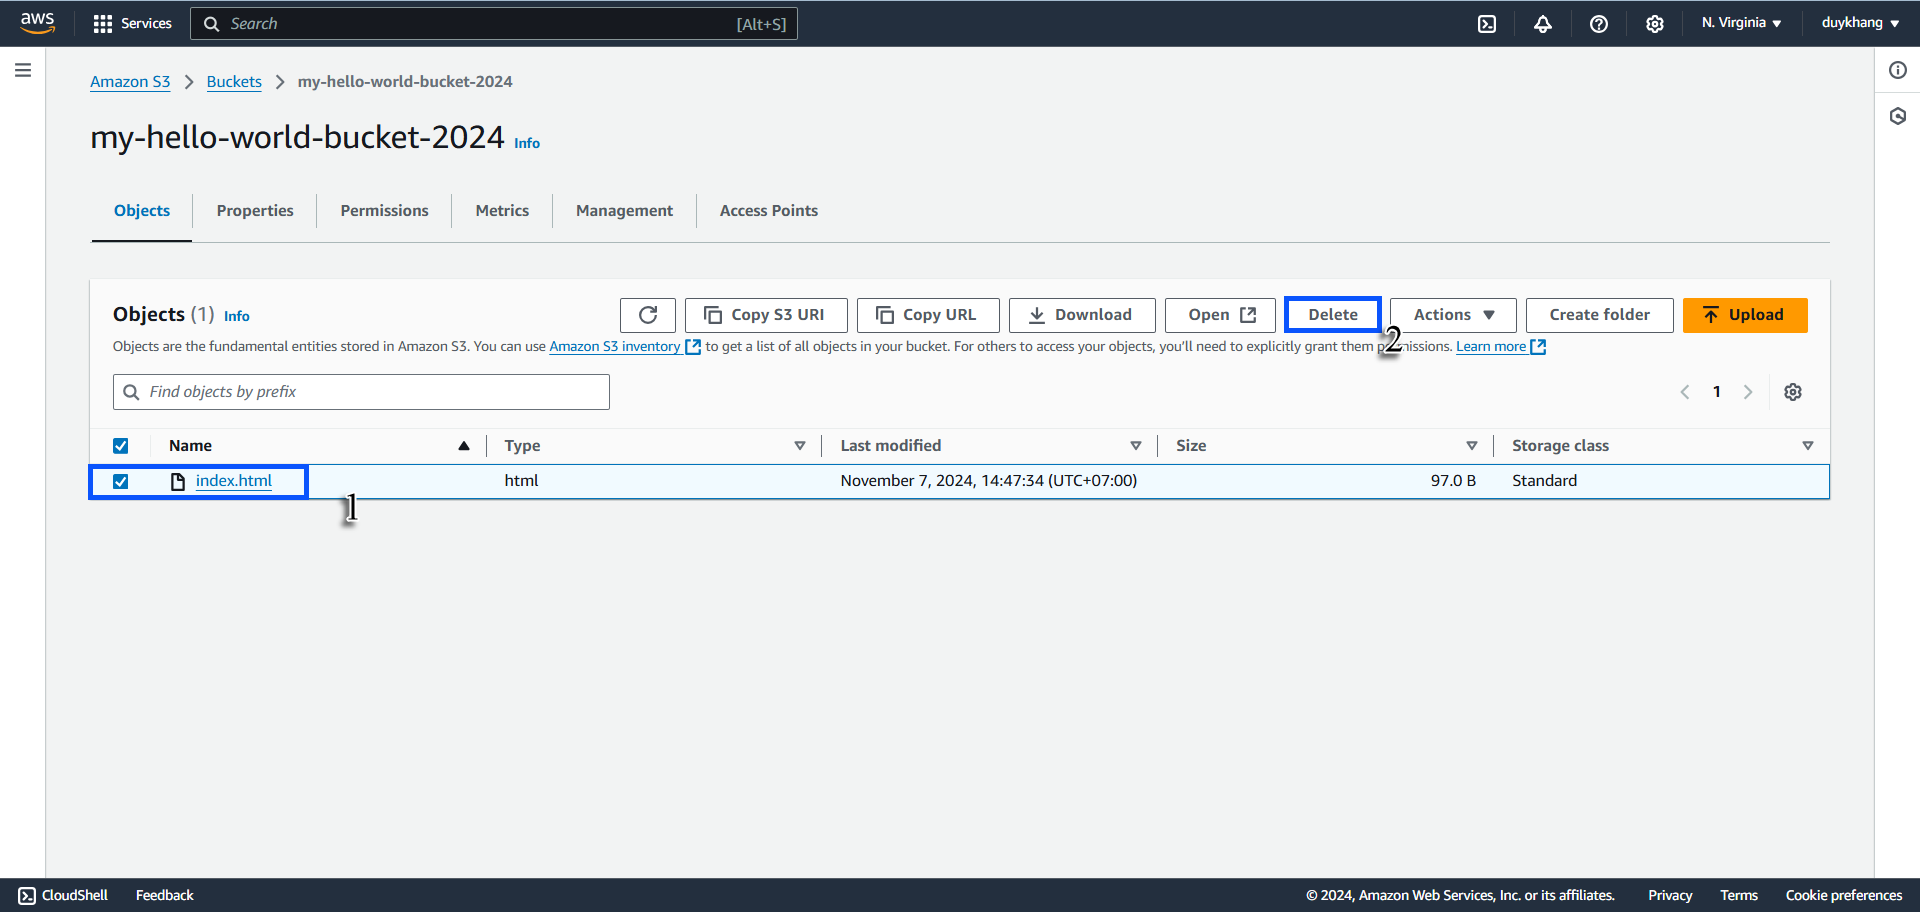 aws Services Search [Alt+S] N. Virginia duykhang
Amazon S3 > Buckets > my-hello-world-bucket-2024
my-hello-world-bucket-2024 Info
Objects Properties Permissions Metrics Management Access Points
Objects (1) Info Copy S3 URI Copy URL Download Open Delete Actions Create folder Upload
2
Objects are the fundamental entities stored in Amazon S3. You can use Amazon S3 inventory to get a list of all objects in your bucket. For others to access your objects, you'll need to explicitly grant them permissions. Learn more
Find objects by prefix 1
Name Type Last modified Size Storage class
index.html html November 7, 2024, 14:47:34 (UTC+07:00) 97.0 B Standard
1
CloudShell Feedback © 2024, Amazon Web Services, Inc. or its affiliates. Privacy Terms Cookie preferences